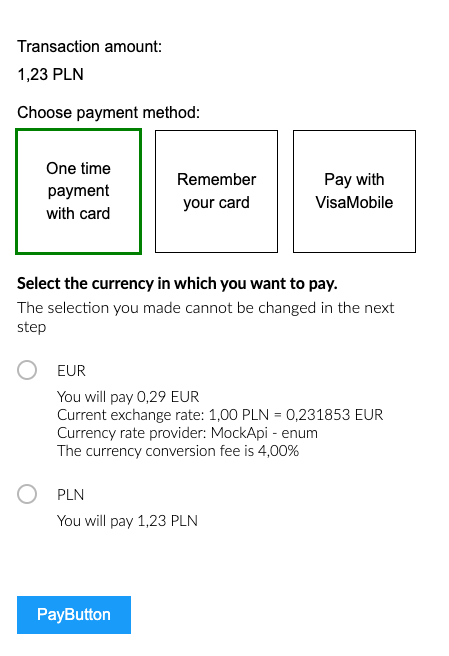 Transaction amount:
1,23 PLN
Choose payment method:
One time
payment
with card
Remember
your card
Pay with
VisaMobile
Select the currency in which you want to pay.
The selection you made cannot be changed in the next
step
EUR
You will pay 0,29 EUR
Current exchange rate: 1,00 PLN = 0,231853 EUR
Currency rate provider: MockApi - enum
The currency conversion fee is 4,00%
PLN
You will pay 1,23 PLN
PayButton